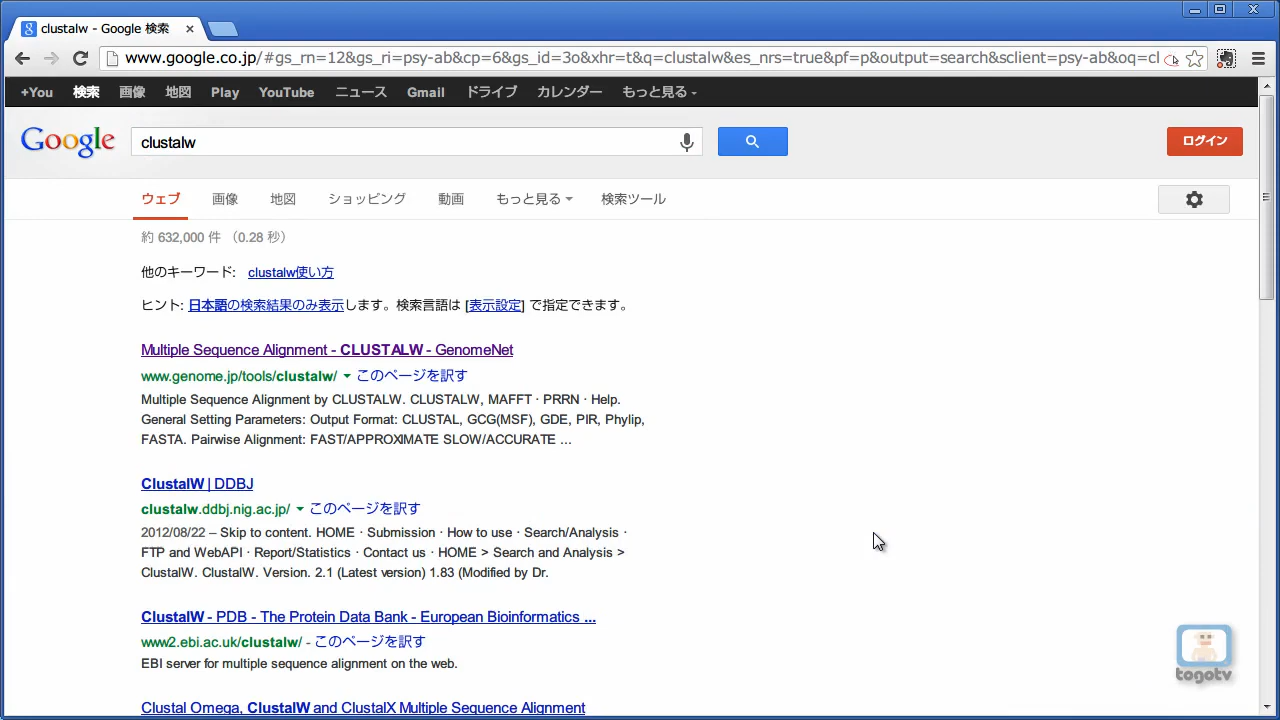 clustalw - Google 検索
www.google.co.jp/#gs_rn=12&gs_ri=psy-ab&cp=6&gs_id=3o&xhr=t&q=clustalw&es_nrs=true&pf=p&output=search&sclient=psy-ab&oq=cl
+You 検索 画像 地図 Play YouTube ニュース Gmail ドライブ カレンダー もっと見る
Google clustalw ログイン
ウェブ 画像 地図 ショッピング 動画 もっと見る 検索ツール
約 632,000 件 (0.28 秒)
他のキーワード: clustalw使い方
ヒント: 日本語の検索結果のみ表示します。検索言語は [表示設定] で指定できます。
Multiple Sequence Alignment - CLUSTALW - GenomeNet
www.genome.jp/tools/clustalw/ このページを訳す
Multiple Sequence Alignment by CLUSTALW. CLUSTALW, MAFFT · PRRN · Help.
General Setting Parameters: Output Format: CLUSTAL, GCG(MSF), GDE, PIR, Phylip,
FASTA. Pairwise Alignment: FAST/APPROXIMATE SLOW/ACCURATE ...
ClustalW | DDBJ
clustalw.ddbj.nig.ac.jp/ このページを訳す
2012/08/22 – Skip to content. HOME · Submission · How to use · Search/Analysis ·
FTP and WebAPI · Report/Statistics · Contact us · HOME > Search and Analysis >
ClustalW. ClustalW. Version. 2.1 (Latest version) 1.83 (Modified by Dr.
ClustalW - PDB - The Protein Data Bank - European Bioinformatics ...
www2.ebi.ac.uk/clustalw/ - このページを訳す
EBI server for multiple sequence alignment on the web.
Clustal Omega, ClustalW and ClustalX Multiple Sequence Alignment
togotv